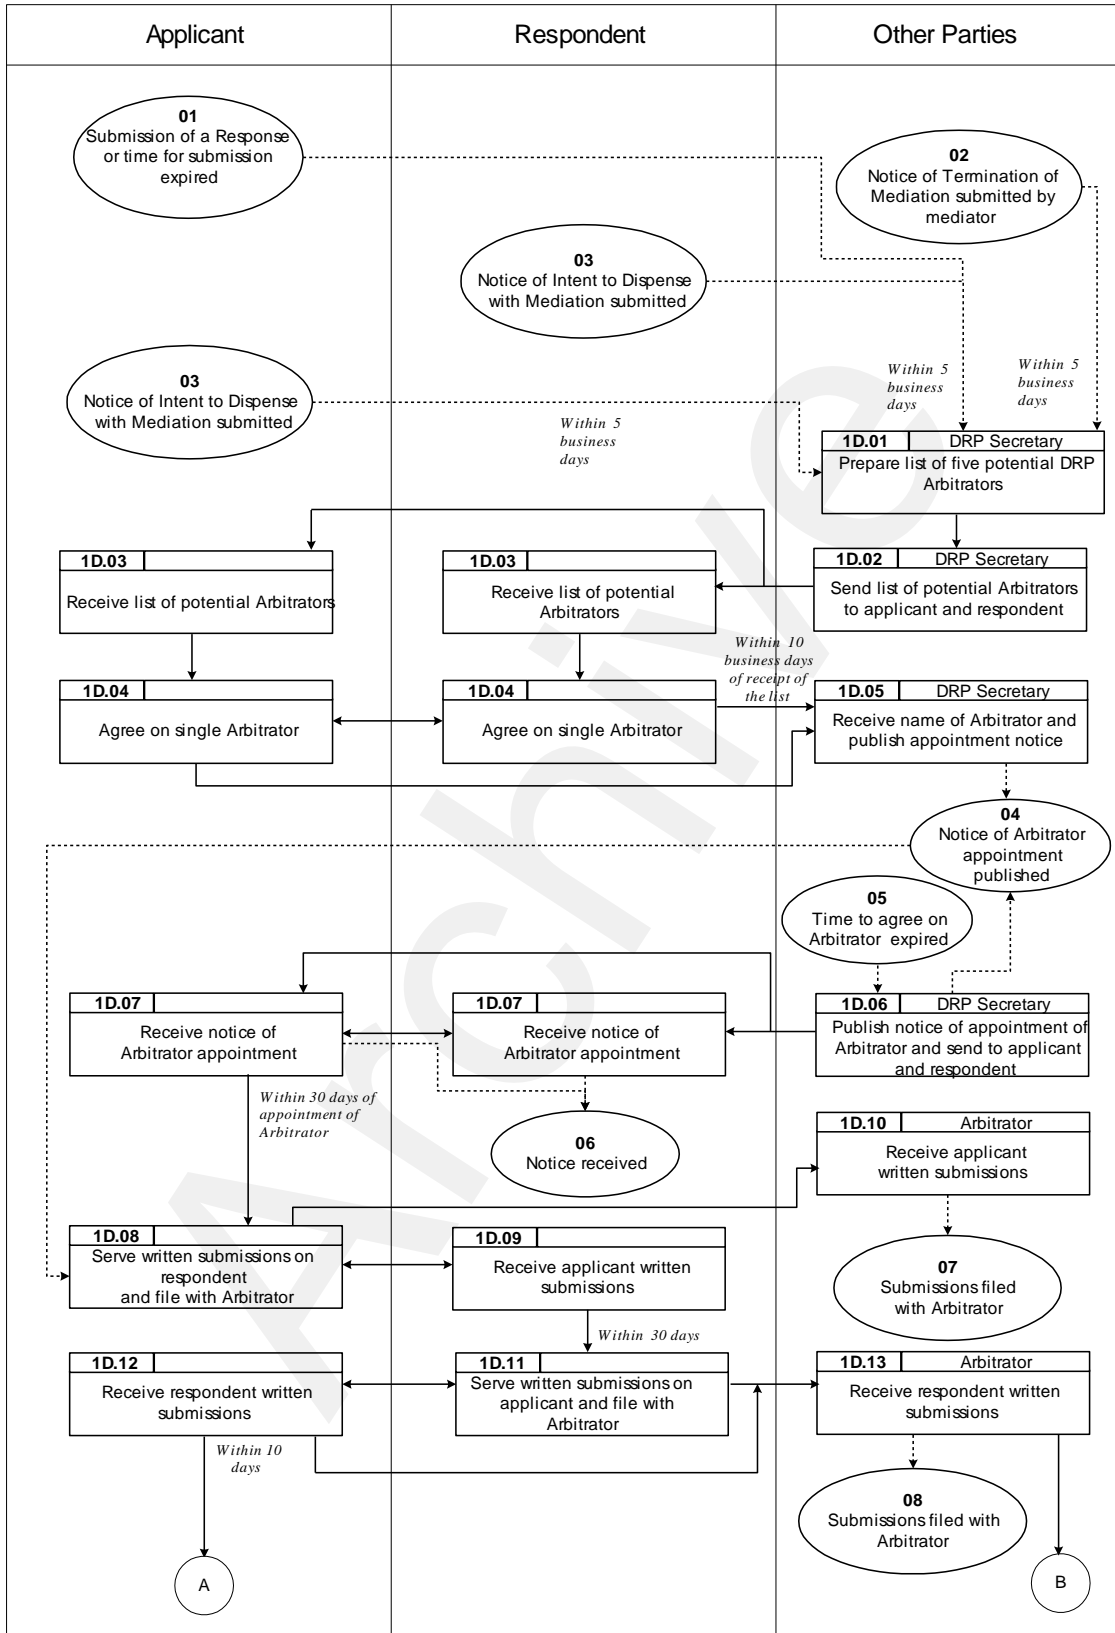 Applicant
Respondent
Other Parties
01
Submission of a Response
or time for submission
expired
02
Notice of Termination of
Mediation submitted by
mediator
03
Notice of Intent to Dispense
with Mediation submitted
03
Notice of Intent to Dispense
with Mediation submitted
Within 5
business
days
Within 5
business
days
Within 5
business
days
1D.01 DRP Secretary
Prepare list of five potential DRP
Arbitrators
1D.03
Receive list of potential Arbitrators
1D.03
Receive list of potential
Arbitrators
1D.02 DRP Secretary
Send list of potential Arbitrators
to applicant and respondent
Within 10
business days
of receipt of
the list
1D.04
Agree on single Arbitrator
1D.04
Agree on single Arbitrator
1D.05 DRP Secretary
Receive name of Arbitrator and
publish appointment notice
04
Notice of Arbitrator
appointment
published
05
Time to agree on
Arbitrator expired
1D.07
Receive notice of
Arbitrator appointment
1D.07
Receive notice of
Arbitrator appointment
1D.06 DRP Secretary
Publish notice of appointment of
Arbitrator and send to applicant
and respondent
Within 30 days of
appointment of
Arbitrator
06
Notice received
1D.10 Arbitrator
Receive applicant
written submissions
1D.08
Serve written submissions on
respondent
and file with Arbitrator
1D.09
Receive applicant written
submissions
07
Submissions filed
with Arbitrator
Within 30 days
1D.12
Receive respondent written
submissions
1D.11
Serve written submissions on
applicant and file with
Arbitrator
1D.13 Arbitrator
Receive respondent written
submissions
Within 10
days
08
Submissions filed with
Arbitrator
A
B
Archive